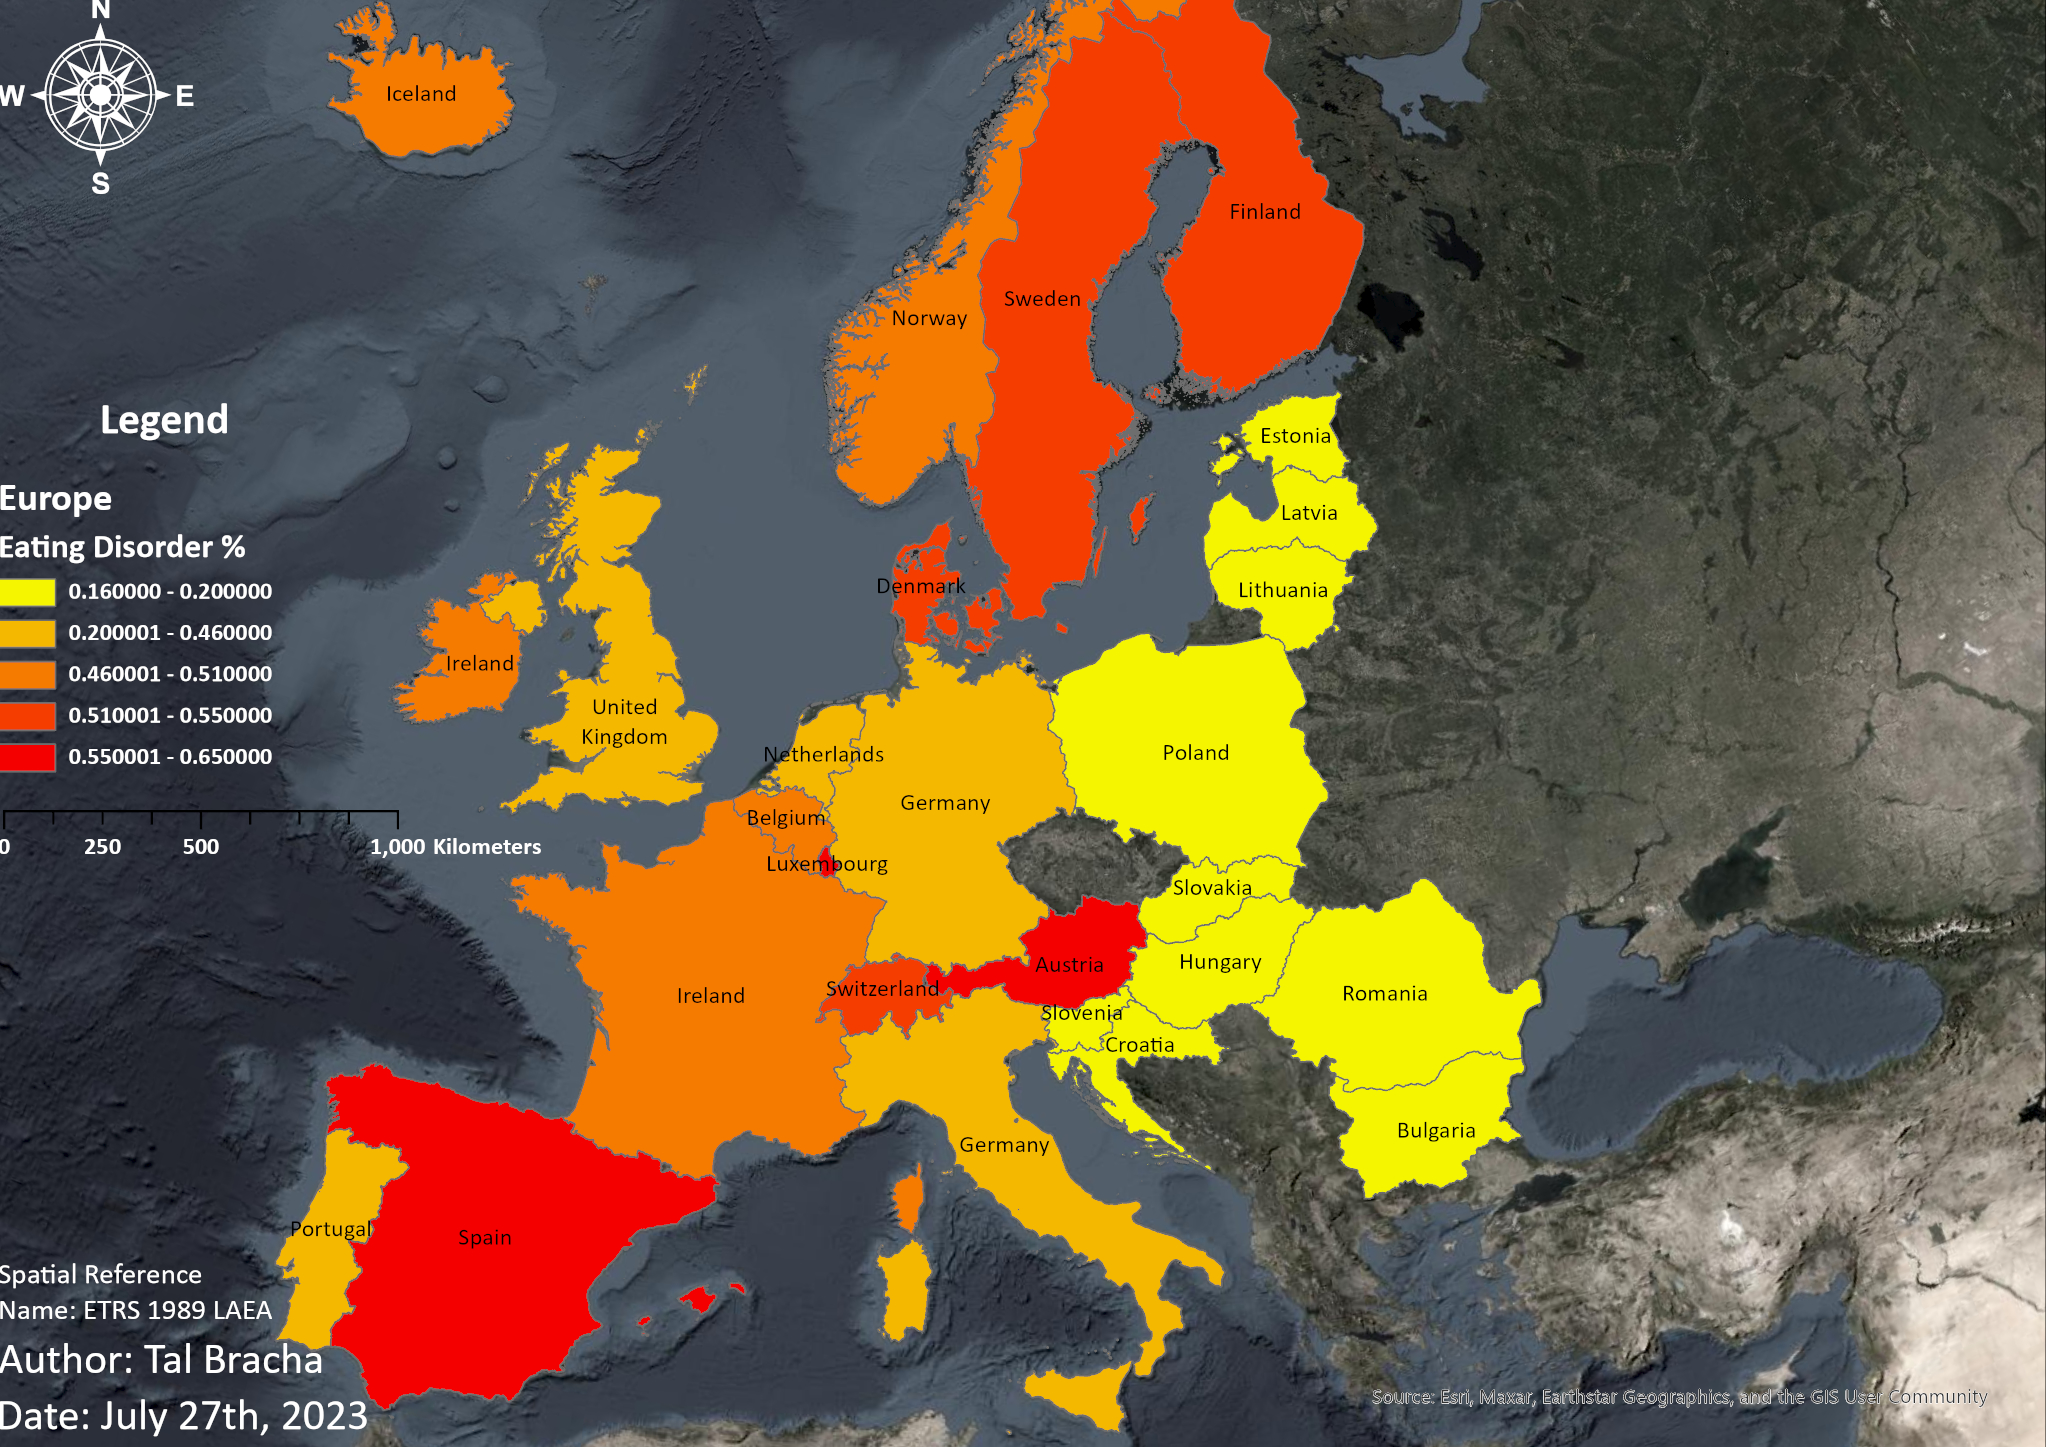 N
W
E
S
Iceland
Finland
Sweden
Norway
Legend
Europe
Eating Disorder %
0.160000 - 0.200000
0.200001 - 0.460000
0.460001 - 0.510000
0.510001 - 0.550000
0.550001 - 0.650000
0
250
500
1,000 Kilometers
Estonia
Latvia
Lithuania
Denmark
Ireland
United
Kingdom
Netherlands
Poland
Germany
Belgium
Luxembourg
Slovakia
Austria
Hungary
Switzerland
Ireland
Romania
Slovenia
Croatia
Bulgaria
Germany
Portugal
Spain
Spatial Reference
Name: ETRS 1989 LAEA
Author: Tal Bracha
Date: July 27th, 2023
Source: Esri, Maxar, Earthstar Geographics, and the GIS User Community